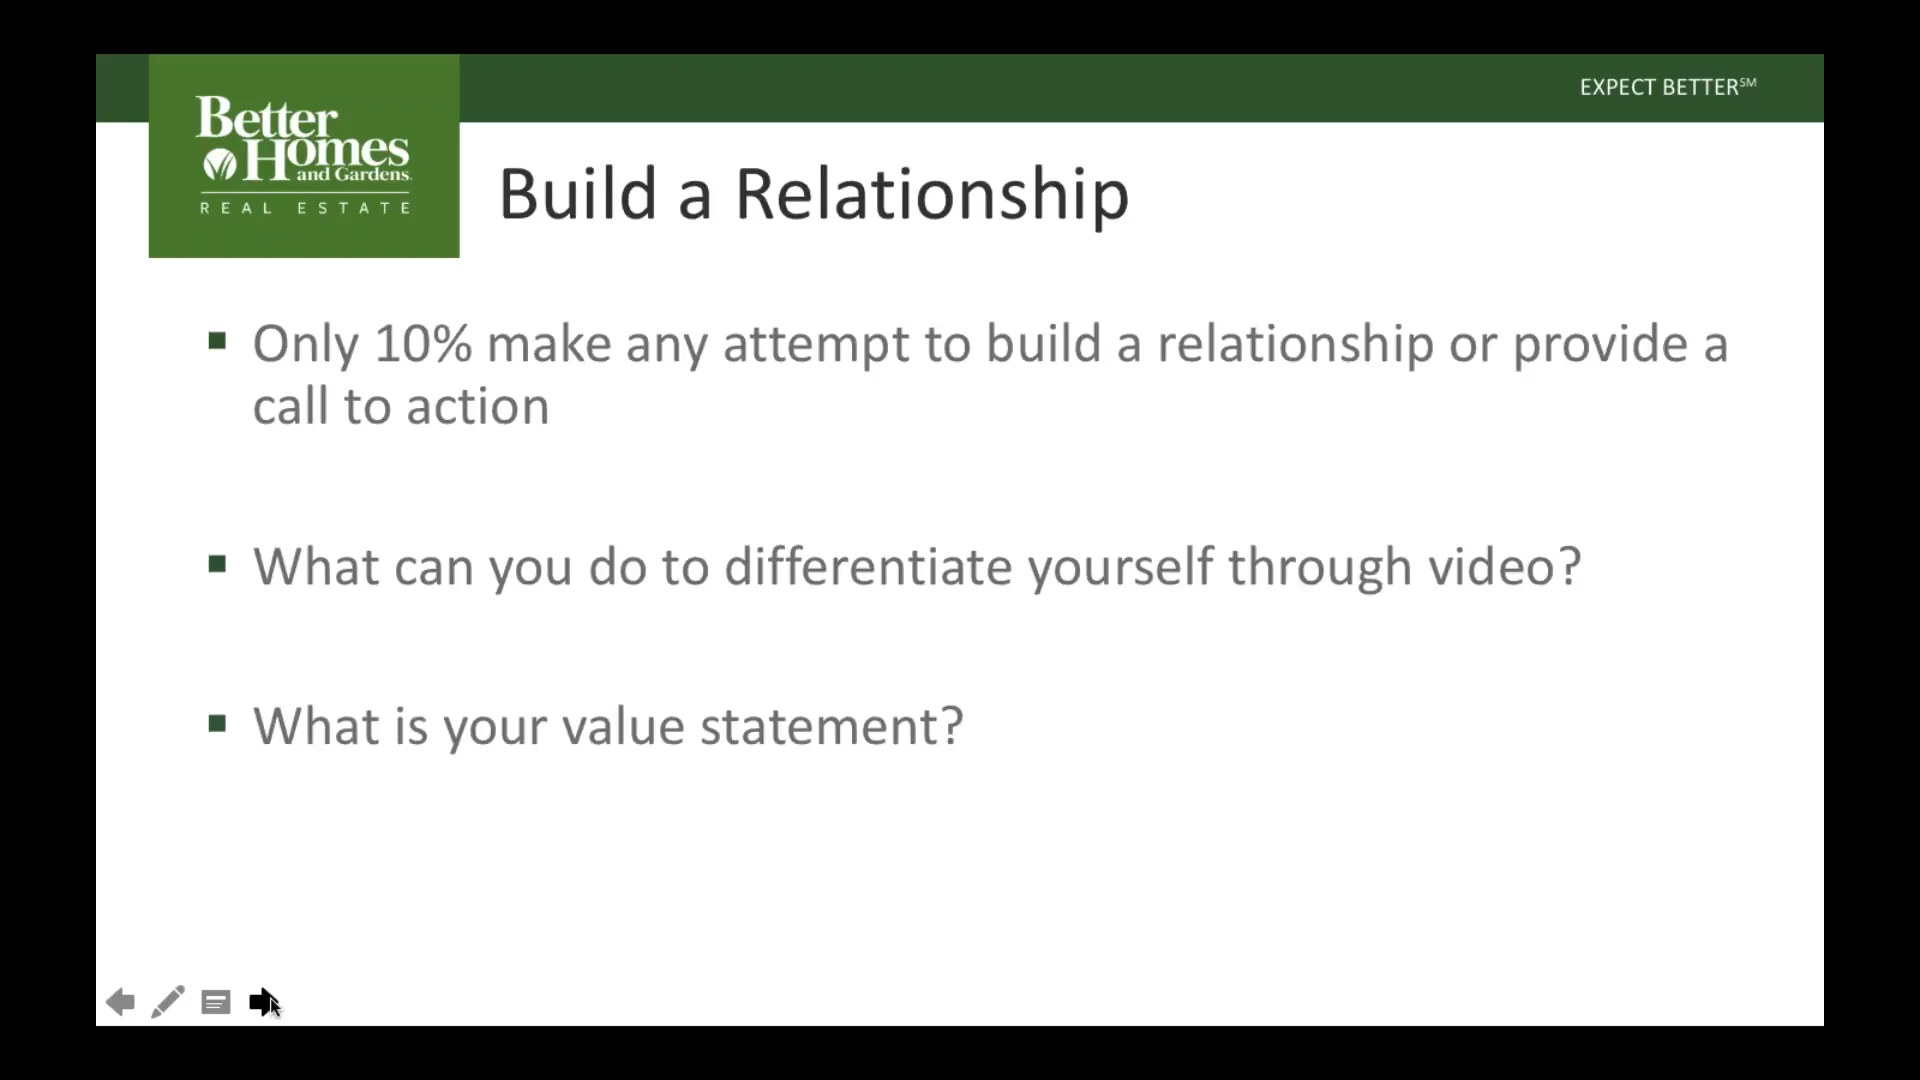 EXPECT BETTER℠
Better
Homes
and Gardens
REAL ESTATE
Build a Relationship
Only 10% make any attempt to build a relationship or provide a
call to action
What can you do to differentiate yourself through video?
What is your value statement?